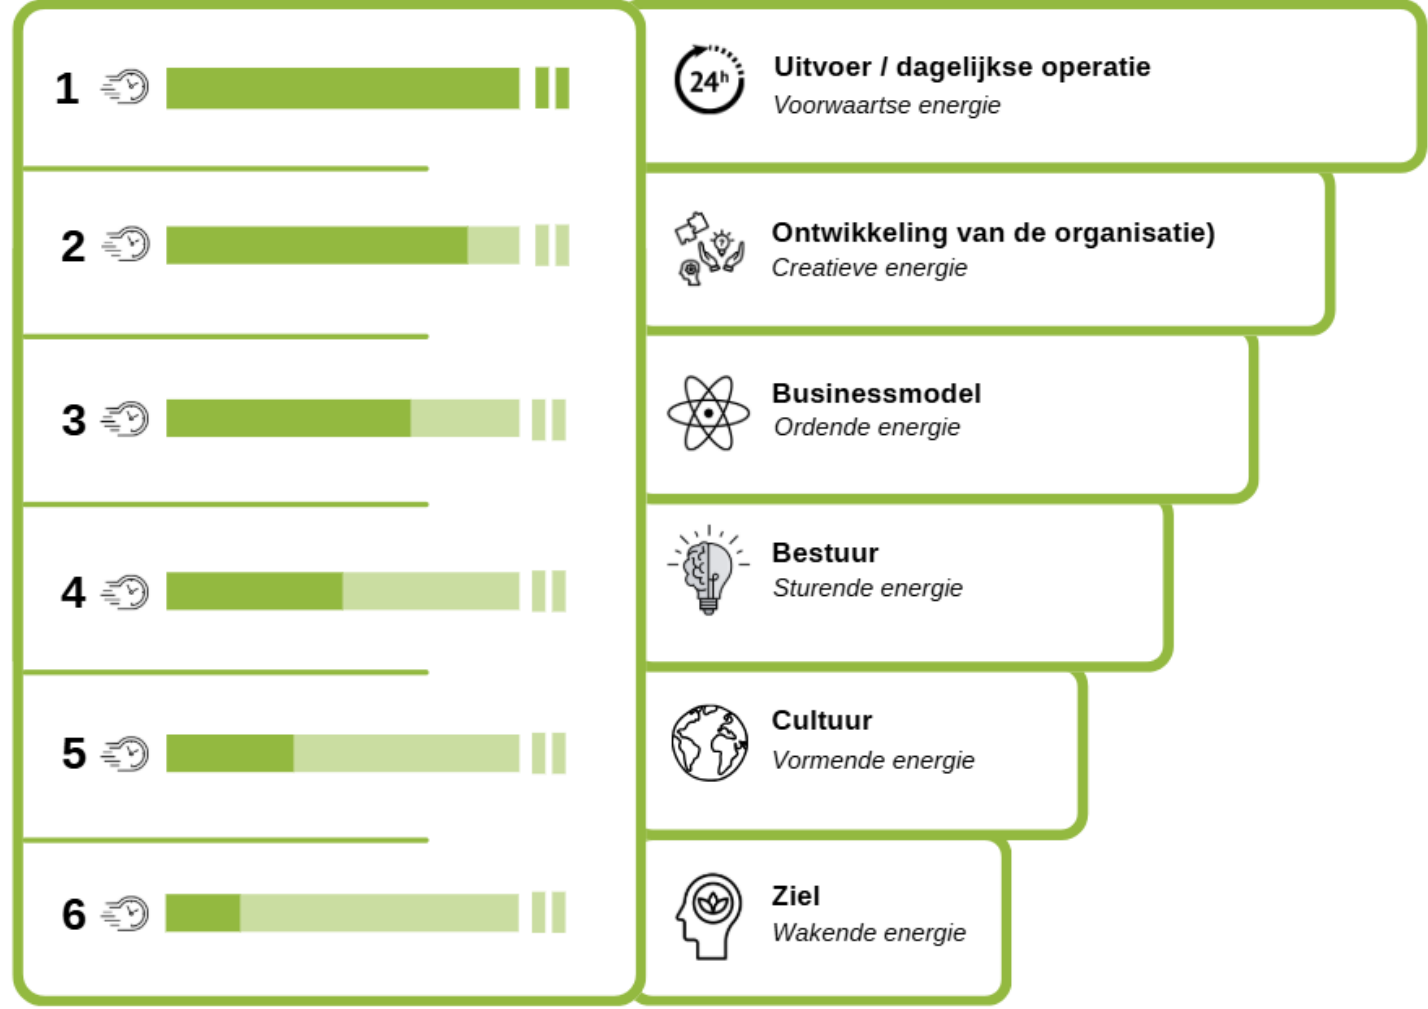 1
24h
Uitvoer / dagelijkse operatie
Voorwaartse energie
2
Ontwikkeling van de organisatie)
Creatieve energie
3
Businessmodel
Ordende energie
4
Bestuur
Sturende energie
5
Cultuur
Vormende energie
6
Ziel
Wakende energie